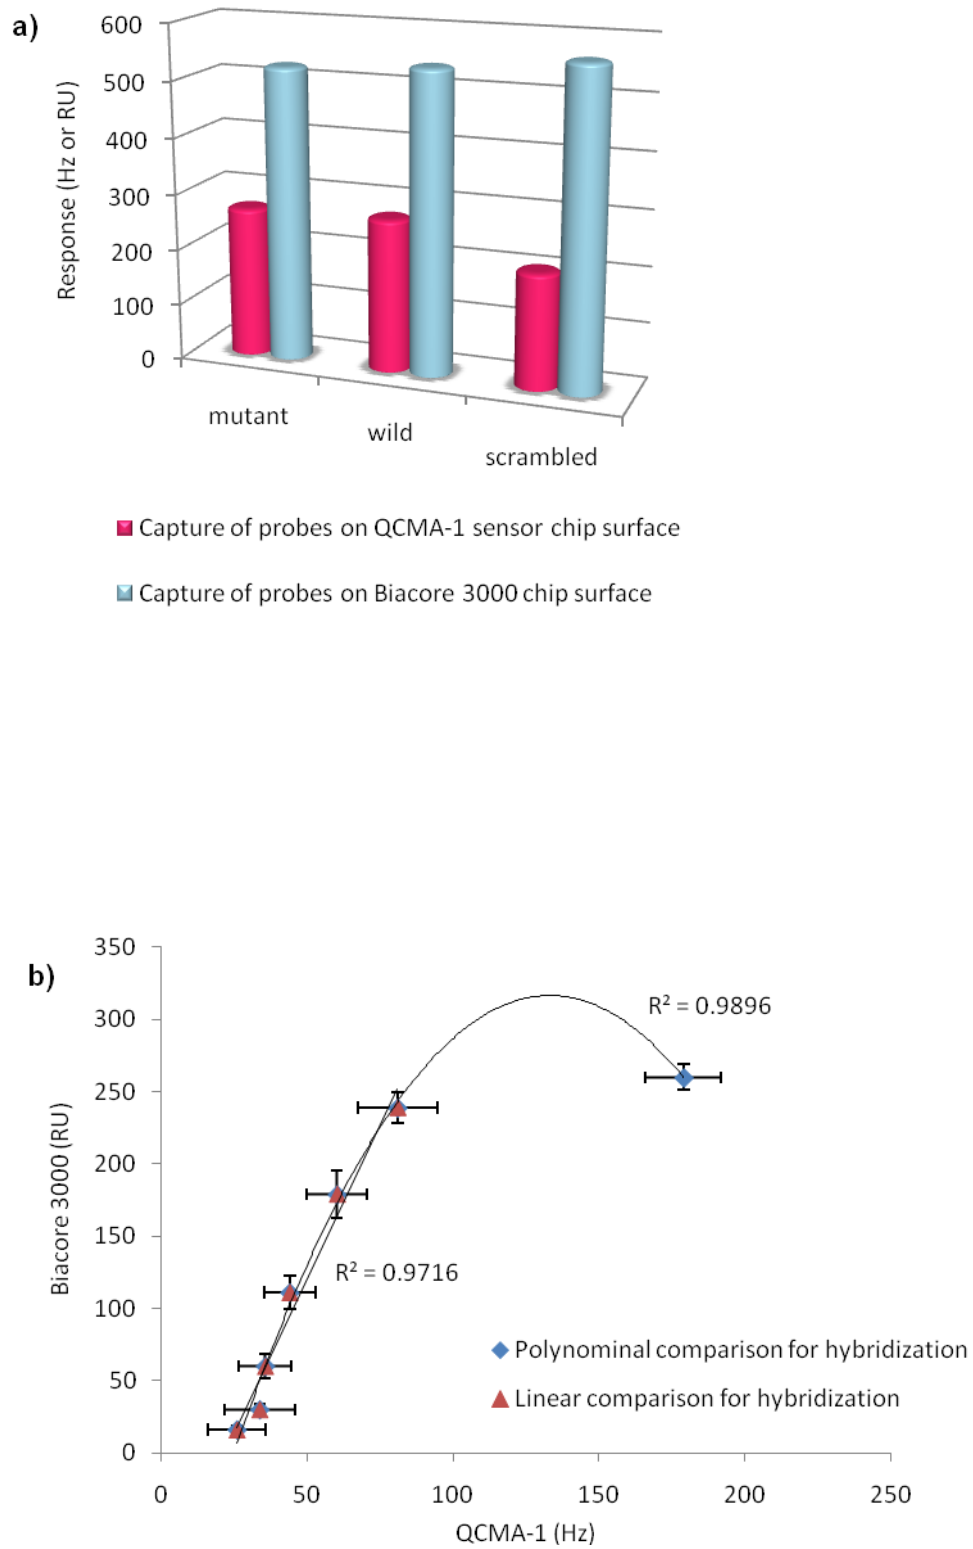 a)
600
500
400
300
200
100
0
Response (Hz or RU)
mutant
wild
scrambled
Capture of probes on QCMA-1 sensor chip surface
Capture of probes on Biacore 3000 chip surface
b)
350
300
250
200
150
100
50
0
Biacore 3000 (RU)
R² = 0.9896
R² = 0.9716
Polynominal comparison for hybridization
Linear comparison for hybridization
0 50 100 150 200 250
QCMA-1 (Hz)